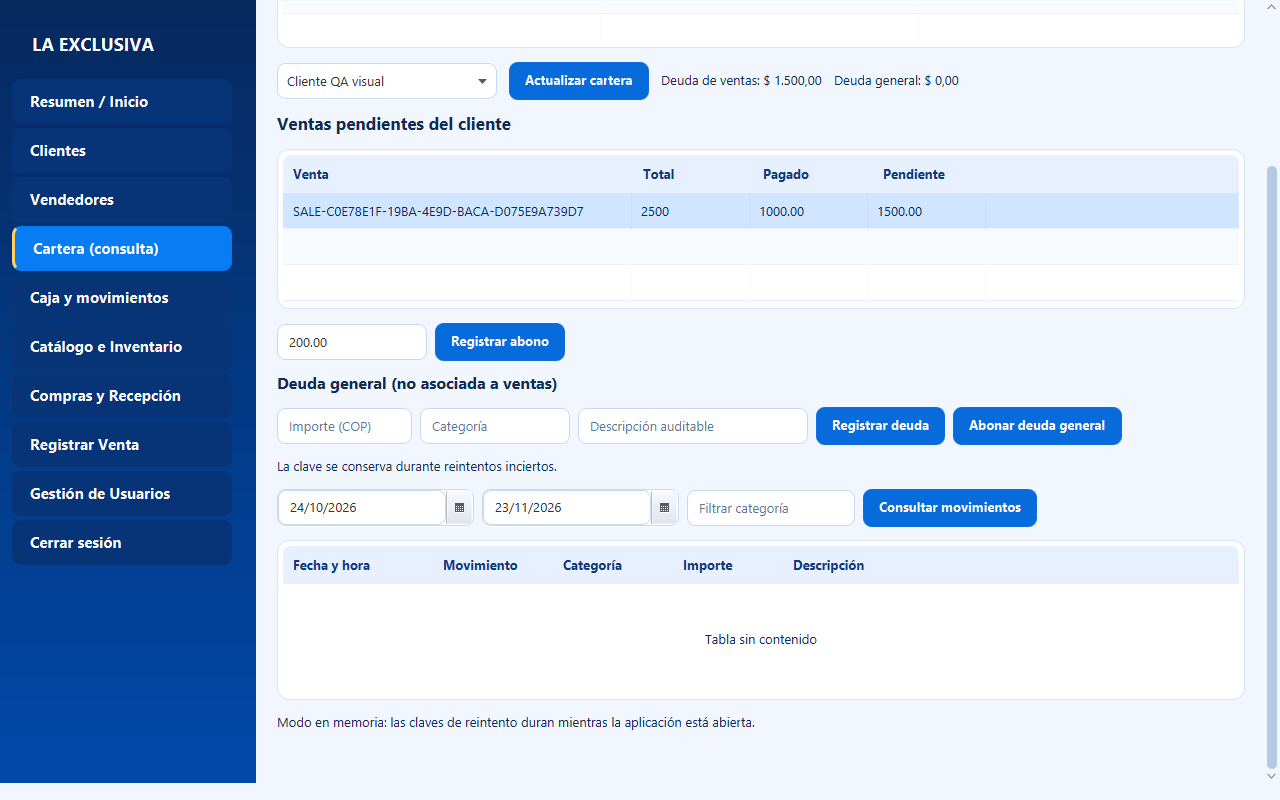 LA EXCLUSIVA
Resumen / Inicio
Clientes
Vendedores
Cartera (consulta)
Caja y movimientos
Catálogo e Inventario
Compras y Recepción
Registrar Venta
Gestión de Usuarios
Cerrar sesión
Cliente QA visual
Actualizar cartera
Deuda de ventas: $ 1.500,00
Deuda general: $ 0,00
Ventas pendientes del cliente
Venta Total Pagado Pendiente
SALE-C0E78E1F-19BA-4E9D-BACA-D075E9A739D7 2500 1000.00 1500.00
200.00
Registrar abono
Deuda general (no asociada a ventas)
Importe (COP)
Categoría
Descripción auditable
Registrar deuda
Abonar deuda general
La clave se conserva durante reintentos inciertos.
24/10/2026
23/11/2026
Filtrar categoría
Consultar movimientos
Fecha y hora Movimiento Categoría Importe Descripción
Tabla sin contenido
Modo en memoria: las claves de reintento duran mientras la aplicación está abierta.